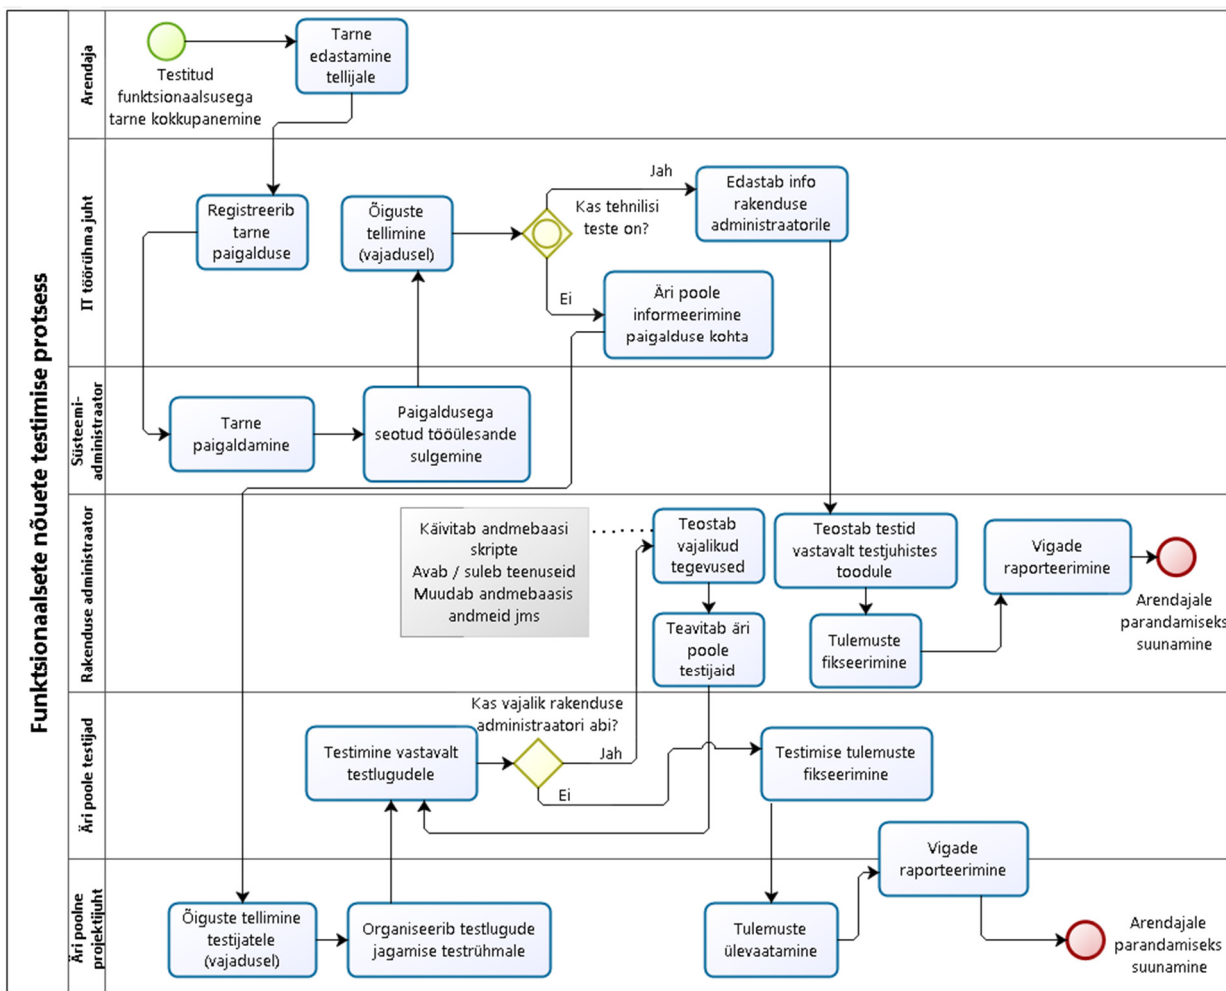 Funktsionaalsete nõuete testimise protsess
Arendaja
Testitud
funktsionaalsusega
tarne kokkupanemine
Tarne
edastamine
tellijale
IT töörühma juht
Registreerib
tarne
paigalduse
Õiguste
tellimine
(vajadusel)
Kas tehnilisi
teste on?
Jah
Ei
Edastab info
rakenduse
administraatorile
Äri poole
informeerimine
paigalduse kohta
Süsteemi-
administraator
Tarne
paigaldamine
Paigaldusega
seotud tööülesande
sulgemine
Rakenduse administraator
Käivitab andmebaasi
skripte
Avab / suleb teenuseid
Muudab andmebaasis
andmeid jms
Teostab
vajalikud
tegevused
Teavitab äri
poole
testijaid
Teostab testid
vastavalt testjuhistes
toodule
Tulemuste
fikseerimine
Vigade
raporteerimine
Arendajale
parandamiseks
suunamine
Äri poole testijad
Testimine vastavalt
testlugudele
Kas vajalik rakenduse
administraatori abi?
Jah
Ei
Testimise tulemuste
fikseerimine
Vigade
raporteerimine
Äri poolne
projektijuht
Õiguste tellimine
testijatele
(vajadusel)
Organiseerib testlugude
jagamise testrühmale
Tulemuste
ülevaatamine
Arendajale
parandamiseks
suunamine